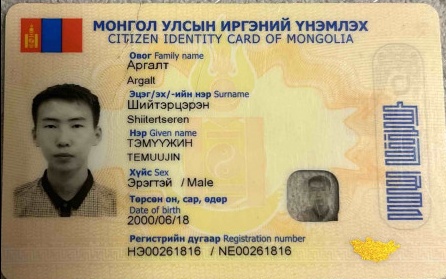 МОНГОЛ УЛСЫН ИРГЭНИЙ ҮНЭМЛЭХ
CITIZEN IDENTITY CARD OF MONGOLIA
Овог Family name
Аргалт
Argalt
Эцэг/эх/-ийн нэр Surname
Шийтэрцэрэн
Shiitertseren
Нэр Given name
ТЭМҮҮЖИН
TEMUUJIN
Хүйс Sex
Эрэгтэй / Male
Төрсөн он, сар, өдөр
Date of birth
2000/06/18
Регистрийн дугаар Registration number
НЭ00261816 / NE00261816